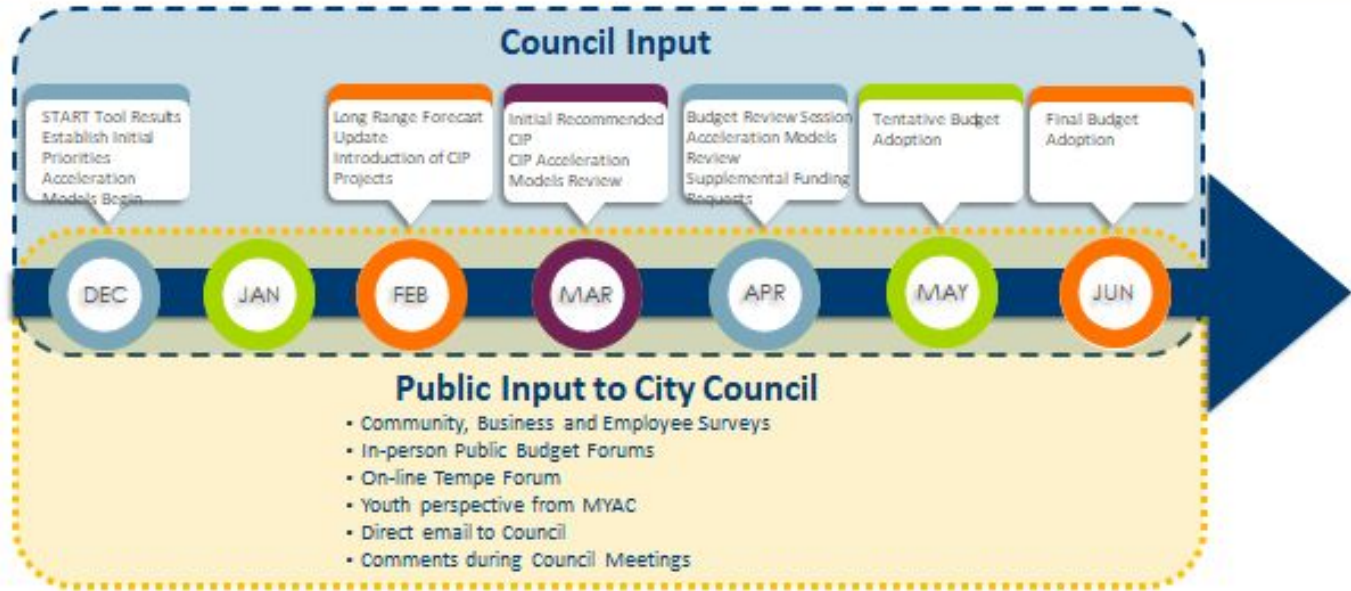 Council Input
START Tool Results
Establish Initial
Priorities
Acceleration
Models Begin
Long Range Forecast
Update
Introduction of CIP
Projects
Initial Recommended
CIP
CIP Acceleration
Models Review
Budget Review Session
Acceleration Models
Review
Supplemental Funding
Requests
Tentative Budget
Adoption
Final Budget
Adoption
DEC
JAN
FEB
MAR
APR
MAY
JUN
Public Input to City Council
• Community, Business and Employee Surveys
• In-person Public Budget Forums
• On-line Tempe Forum
• Youth perspective from MYAC
• Direct email to Council
• Comments during Council Meetings